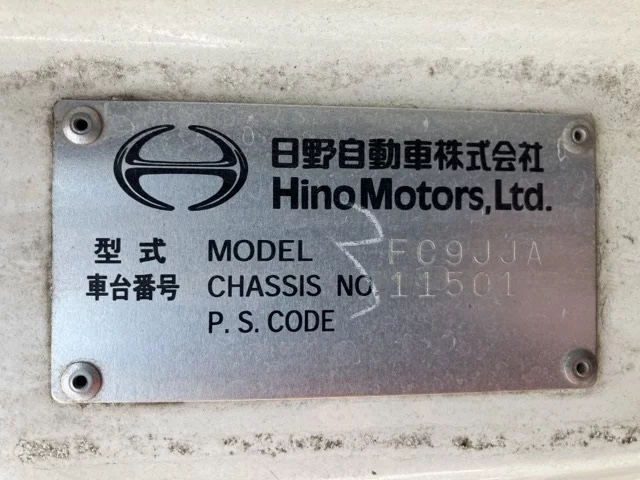 日野自動車株式会社
Hino Motors, Ltd.
型式 MODEL FC9JJA
車台番号 CHASSIS NO. 11501
P. S. CODE